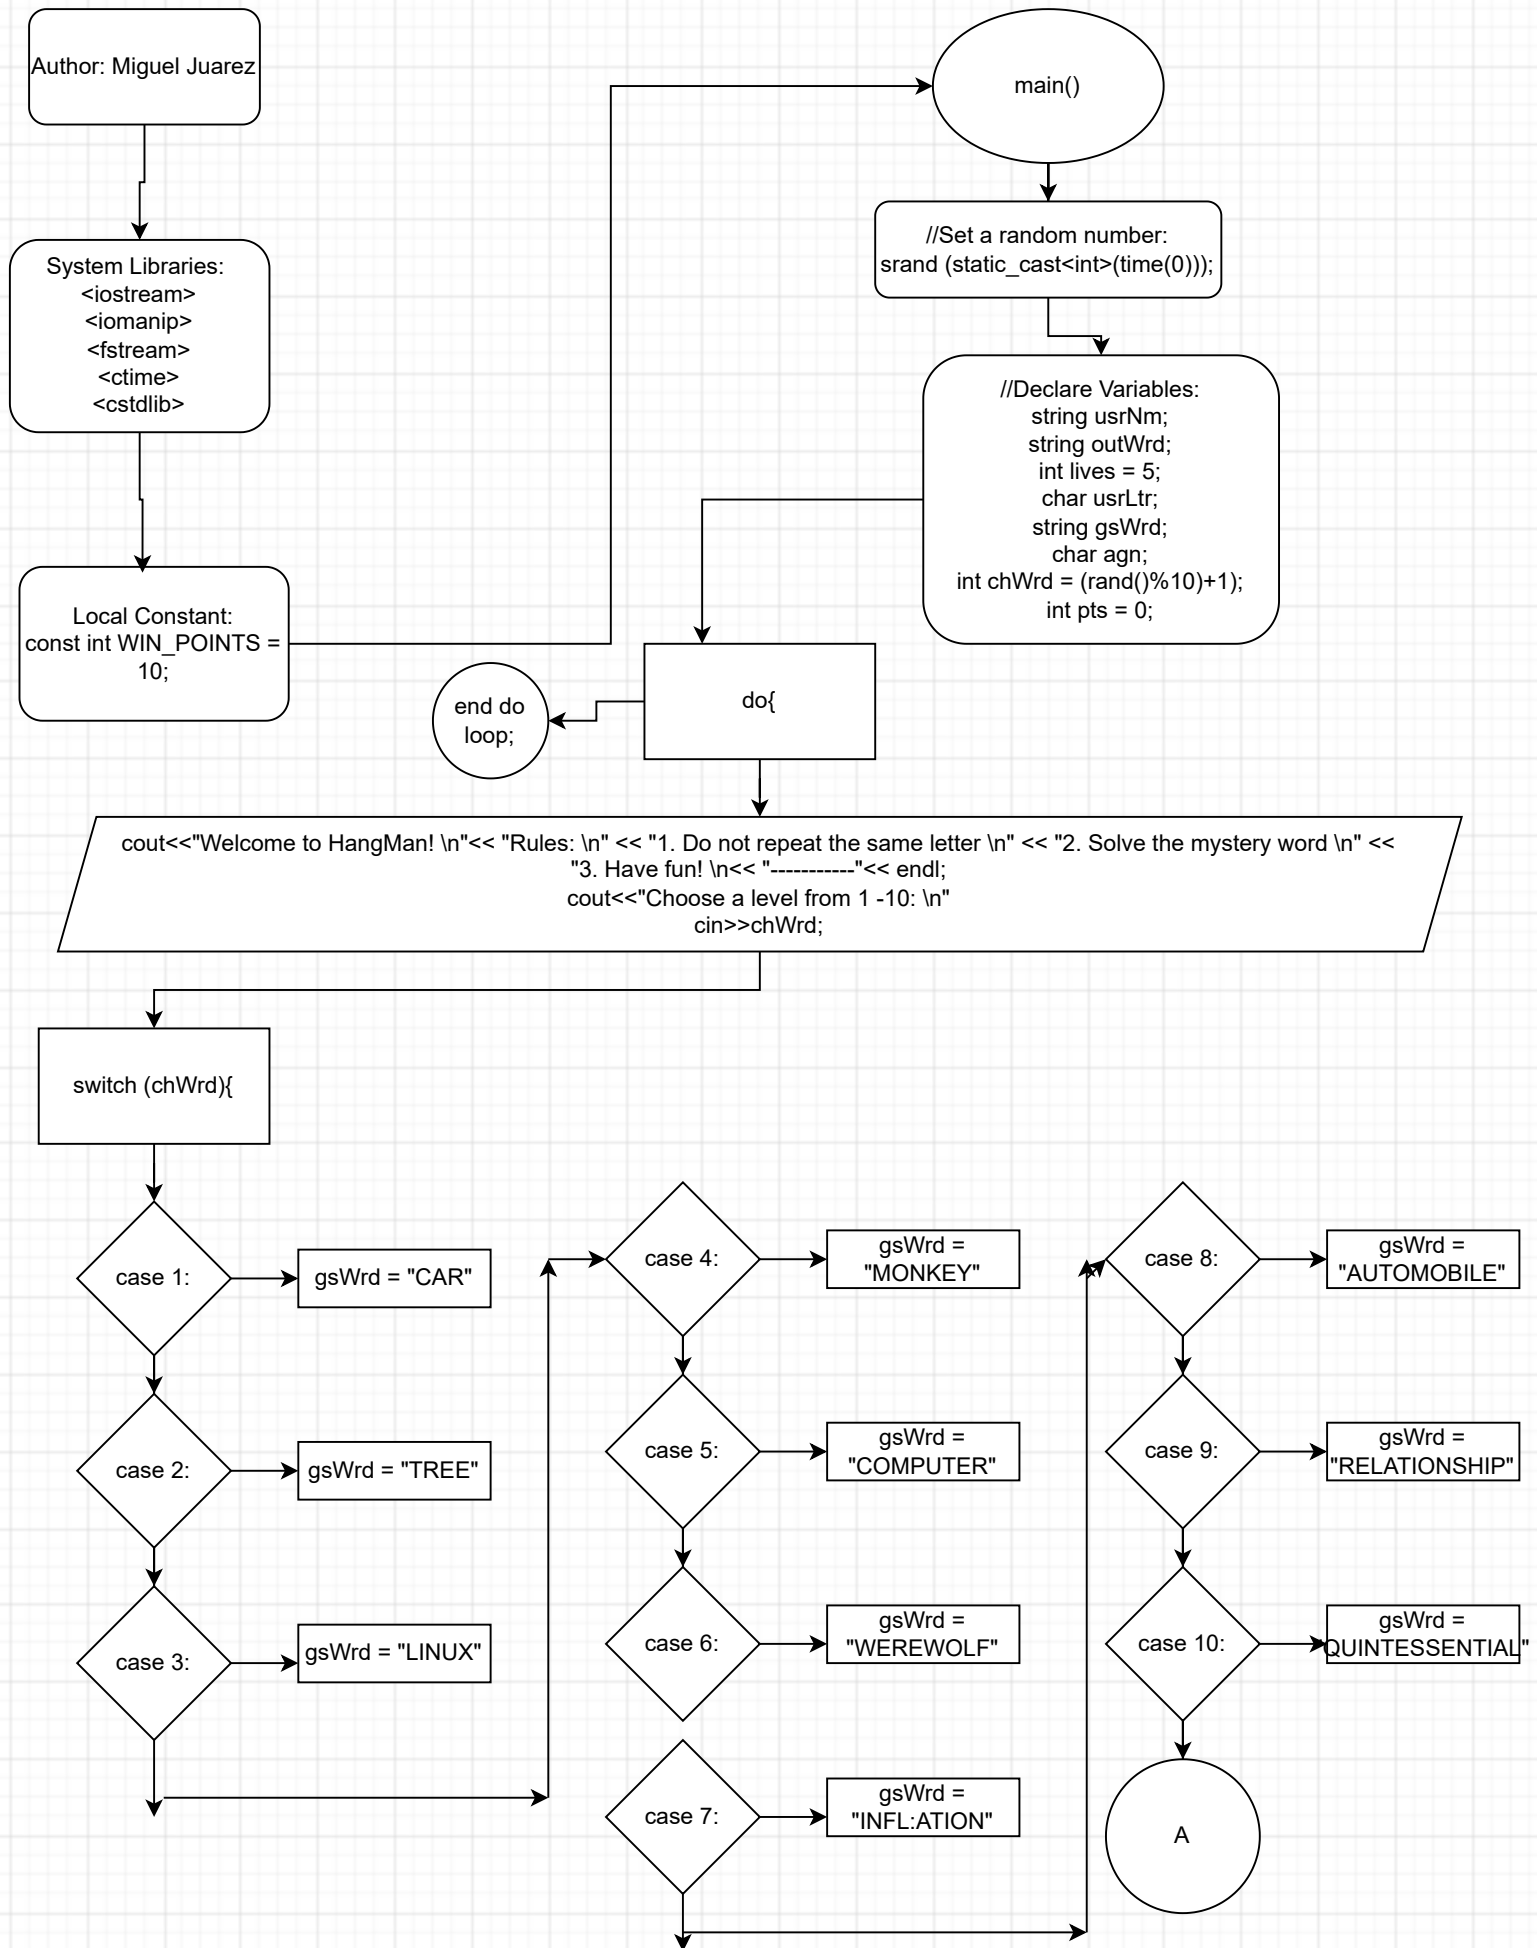 Author: Miguel Juarez
System Libraries:
<iostream>
<iomanip>
<fstream>
<ctime>
<cstdlib>
Local Constant:
const int WIN_POINTS =
10;
main()
//Set a random number:
srand (static_cast<int>(time(0)));
//Declare Variables:
string usrNm;
string outWrd;
int lives = 5;
char usrLtr;
string gsWrd;
char agn;
int chWrd = (rand()%10)+1);
int pts = 0;
do{
end do
loop;
cout<<"Welcome to HangMan! \n"<< "Rules: \n" << "1. Do not repeat the same letter \n" << "2. Solve the mystery word \n" <<
"3. Have fun! \n<< "-----------"<< endl;
cout<<"Choose a level from 1 -10: \n"
cin>>chWrd;
switch (chWrd){
case 1:
gsWrd = "CAR"
case 2:
gsWrd = "TREE"
case 3:
gsWrd = "LINUX"
case 4:
gsWrd =
"MONKEY"
case 5:
gsWrd =
"COMPUTER"
case 6:
gsWrd =
"WEREWOLF"
case 7:
gsWrd =
"INFL:ATION"
case 8:
gsWrd =
"AUTOMOBILE"
case 9:
gsWrd =
"RELATIONSHIP"
case 10:
gsWrd =
"QUINTESSENTIAL"
A